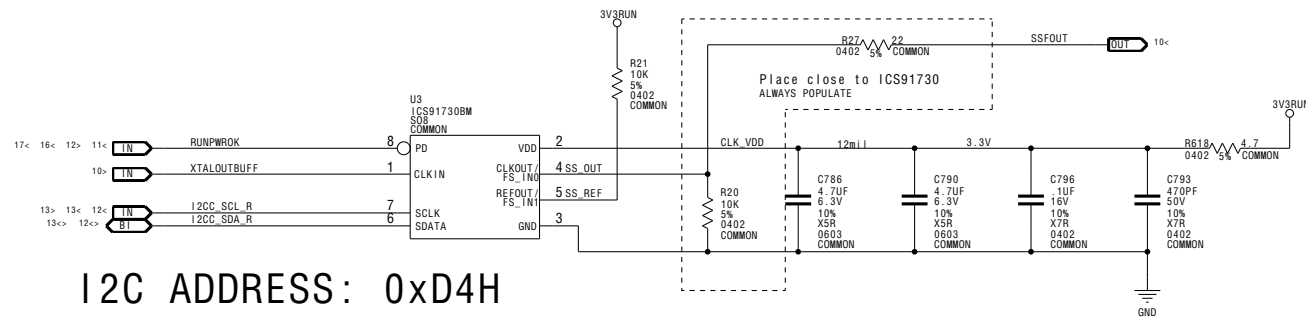 3V3RUN
R27 22
0402 5% COMMON
SSFOUT
OUT 10<
R21
10K
5%
0402
COMMON
Place close to ICS91730
ALWAYS POPULATE
U3
ICS91730BM
SO8
COMMON
3V3RUN
17< 16< 12> 11< IN RUNPWROK 8 PD
VDD 2 CLK_VDD 12mil 3.3V
R618 4.7
0402 5% COMMON
10> IN XTALOUTBUFF 1 CLKIN
CLKOUT/
FS_IN0
4 SS_OUT
REFOUT/
FS_IN1
5 SS_REF
13> 13< 12< IN I2CC_SCL_R 7 SCLK
13<> 12<> BI I2CC_SDA_R 6 SDATA
GND 3
R20
10K
5%
0402
COMMON
C786
4.7UF
6.3V
10%
X5R
0603
COMMON
C790
4.7UF
6.3V
10%
X5R
0603
COMMON
C796
.1UF
16V
10%
X7R
0402
COMMON
C793
470PF
50V
10%
X7R
0402
COMMON
GND
I2C ADDRESS: 0xD4H